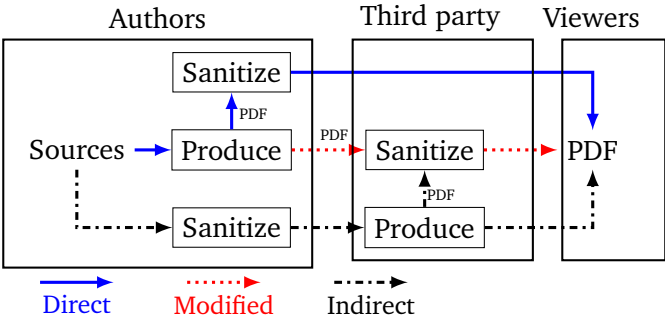 Authors Third party Viewers
Sanitize
PDF
Sources Produce PDF Sanitize PDF
PDF
Sanitize Produce
Direct Modified Indirect